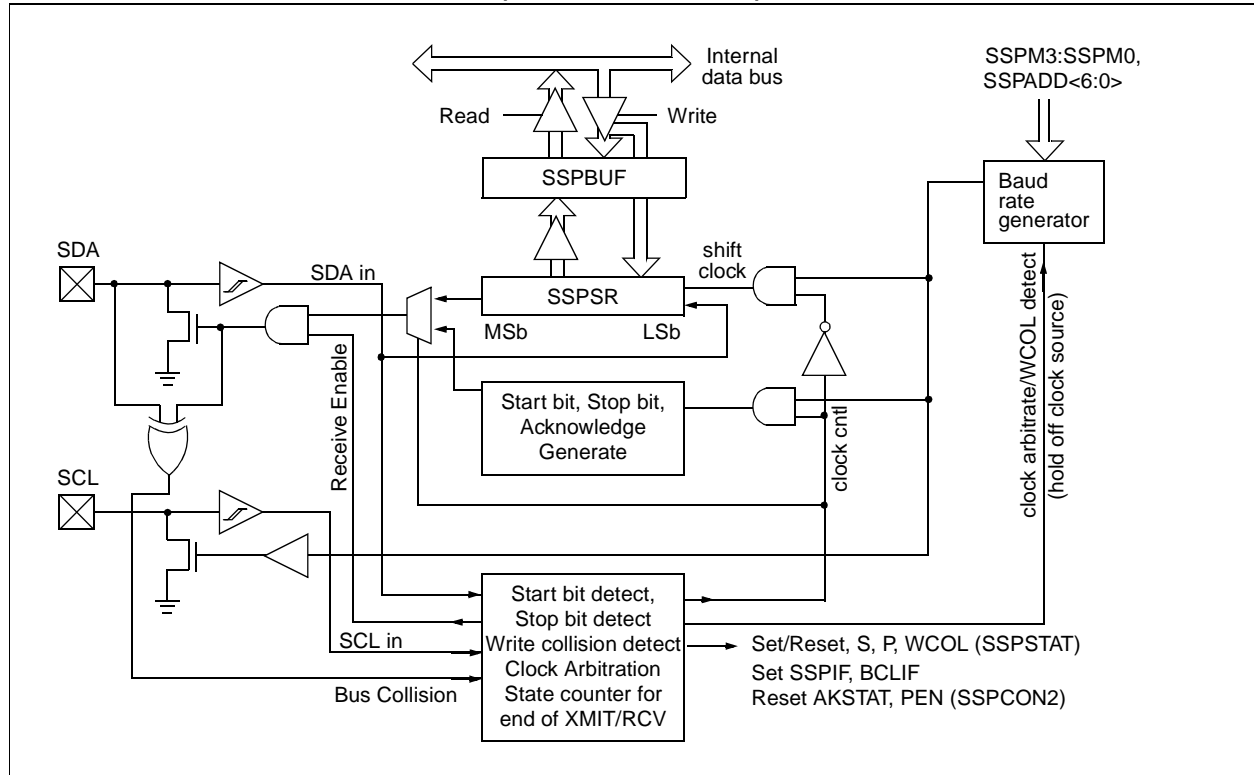 Internal
data bus
SSPM3:SSPM0,
SSPADD<6:0>
Read
Write
SSPBUF
Baud
rate
generator
SDA
SDA in
shift
clock
SSPSR
MSb
LSb
Start bit, Stop bit,
Acknowledge
Generate
Receive Enable
clock cntl
clock arbitrate/WCOL detect
(hold off clock source)
SCL
SCL in
Bus Collision
Start bit detect,
Stop bit detect
Write collision detect
Clock Arbitration
State counter for
end of XMIT/RCV
Set/Reset, S, P, WCOL (SSPSTAT)
Set SSPIF, BCLIF
Reset AKSTAT, PEN (SSPCON2)